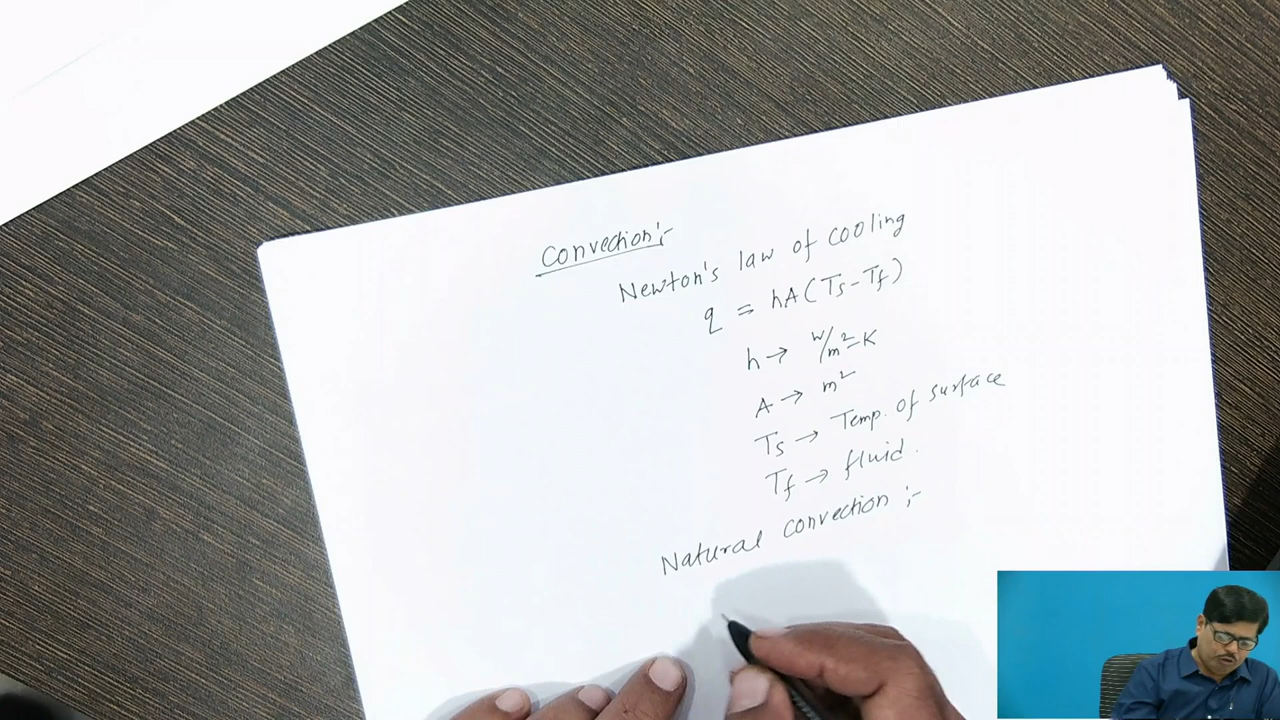 Convection:-
Newton's law of cooling
q = hA(Ts - Tf)
h → W/m²-K
A → m²
Ts → Temp. of surface
Tf → fluid.
Natural convection :-